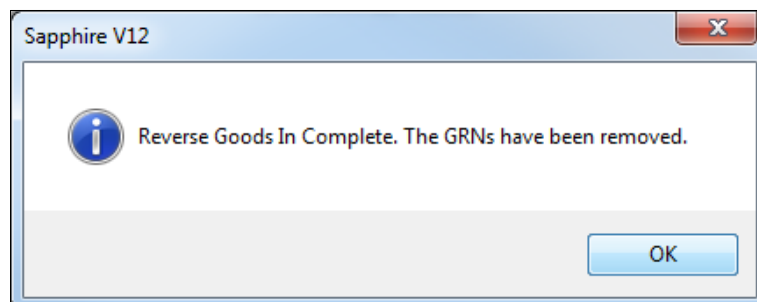 Sapphire V12
Reverse Goods In Complete. The GRNs have been removed.
OK